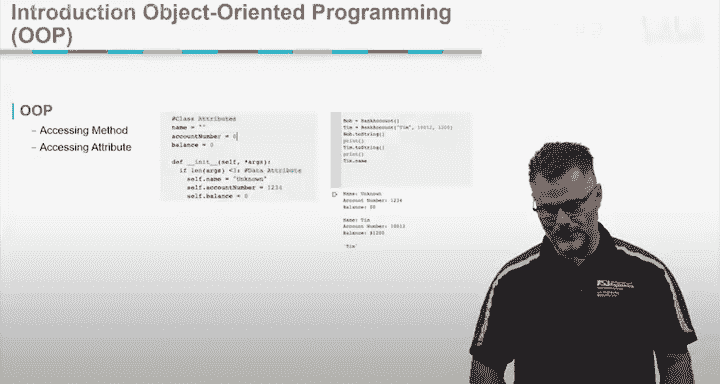 Introduction Object-Oriented Programming
(OOP)
OOP
– Accessing Method
– Accessing Attribute
#Class Attributes
name = ""
accountNumber = 0
balance = 0
def __init__(self, *args):
if len(args) <3: #Data Attribute
self.name = "Unknown"
self.accountNumber = 1234
self.balance = 0
Bob = BankAccount()
Tim = BankAccount("Tim", 10012, 1200)
Bob.toString()
print()
Tim.toString()
print()
Tim.name
Name: Unknown
Account Number: 1234
Balance: $0
Name: Tim
Account Number: 10012
Balance: $1200
'Tim'